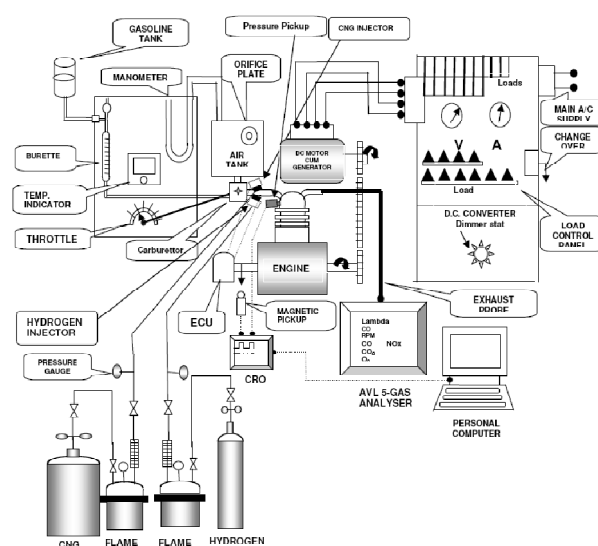 GASOLINE
TANK
Pressure Pickup
CNG INJECTOR
MANOMETER
ORIFICE
PLATE
Loads
MAIN A/C
SUPPLY
CHANGE
OVER
AIR
TANK
DC MOTOR
CUM
GENERATOR
V A
BURETTE
TEMP.
INDICATOR
THROTTLE
Carburettor
Load
D.C. CONVERTER
Dimmer stat
LOAD
CONTROL
PANEL
ENGINE
HYDROGEN
INJECTOR
ECU
MAGNETIC
PICKUP
EXHAUST
PROBE
PRESSURE
GAUGE
CRO
Lambda
CO
RPM
CO NOx
CO₂
O₂
AVL 5-GAS
ANALYSER
PERSONAL
COMPUTER
CNG
FLAME
FLAME
HYDROGEN